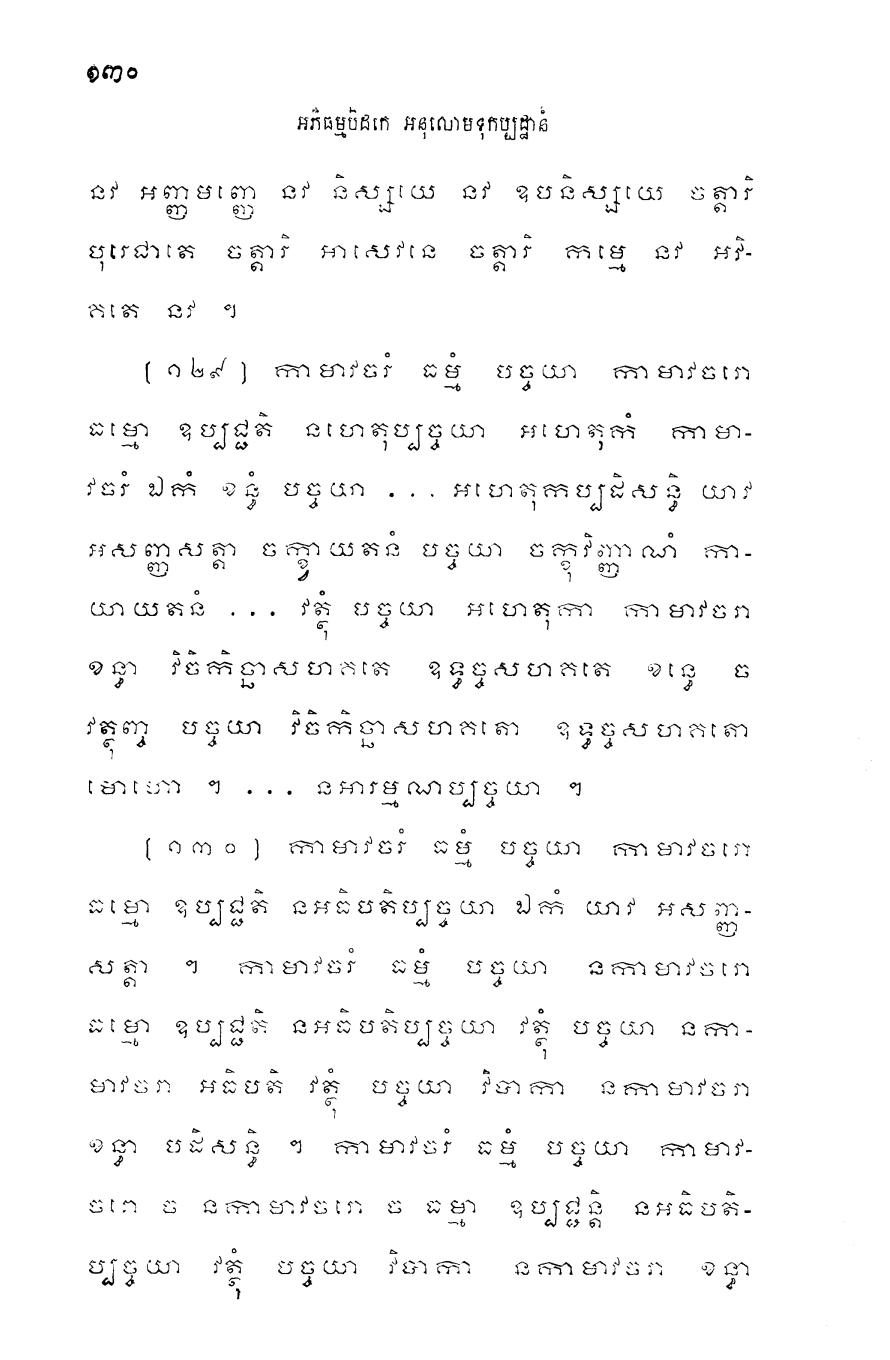 ១៣០
អភិធម្មបិដកេ អនុលោមទុកប្បដ្ឋានំ
នវ អញ្ញមញ្ញេ នវ និស្សយេ នវ ឧបនិស្សយេ ចត្តារិ
បុរេជាតេ ចត្តារិ អាសេវនេ ចត្តារិ កម្មេ នវ អវិ-
គតេ នវ ។
(១២៩) កាមាវចរំ ធម្មំ បច្ចយា កាមាវចរោ
ធម្មោ ឧប្បជ្ជតិ នហេតុប្បច្ចយា អហេតុកំ កាមា-
វចរំ ឯកំ ខន្ធំ បច្ចយា ... អហេតុកប្បដិសន្ធិ យាវ
អសញ្ញសត្តា ចក្ខាយតនំ បច្ចយា ចក្ខុវិញ្ញាណំ កា-
យាយតនំ ... វត្ថុំ បច្ចយា អហេតុកា កាមាវចរា
ខន្ធា វិចិកិច្ឆាសហគតេ ឧទ្ធច្ចសហគតេ ខន្ធេ ច
វត្ថុញ្ច បច្ចយា វិចិកិច្ឆាសហគតោ ឧទ្ធច្ចសហគតោ
មោហោ ។ ... នអារម្មណប្បច្ចយា ។
(១៣០) កាមាវចរំ ធម្មំ បច្ចយា កាមាវចរោ
ធម្មោ ឧប្បជ្ជតិ នអធិបតិប្បច្ចយា ឯកំ យាវ អសញ្ញ-
សត្តា ។ កាមាវចរំ ធម្មំ បច្ចយា នកាមាវចរោ
ធម្មោ ឧប្បជ្ជតិ នអធិបតិប្បច្ចយា វត្ថុំ បច្ចយា នកា-
មាវចរា អធិបតិ វត្ថុំ បច្ចយា វិបាកា នកាមាវចរា
ខន្ធា បដិសន្ធិ ។ កាមាវចរំ ធម្មំ បច្ចយា កាមាវ-
ចរោ ច នកាមាវចរោ ច ធម្មា ឧប្បជ្ជន្តិ នអធិបតិ-
ប្បច្ចយា វត្ថុំ បច្ចយា វិបាកា នកាមាវចរា ខន្ធា